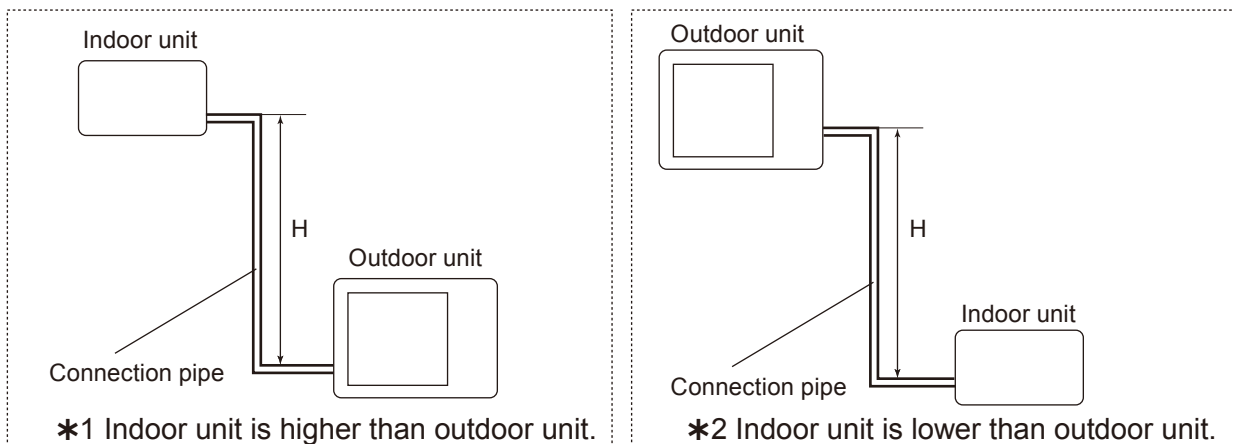 Indoor unit
H
Outdoor unit
Connection pipe
*1 Indoor unit is higher than outdoor unit.
Outdoor unit
H
Indoor unit
Connection pipe
*2 Indoor unit is lower than outdoor unit.